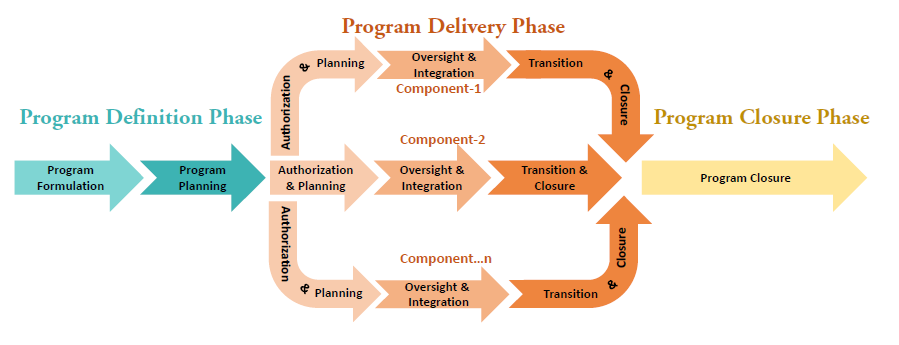 Program Delivery Phase
Authorization & Planning
Oversight &
Integration
Transition & Closure
Component-1
Program Definition Phase
Program Closure Phase
Component-2
Program
Formulation
Program
Planning
Authorization
& Planning
Oversight &
Integration
Transition &
Closure
Program Closure
Component...n
Authorization & Planning
Oversight &
Integration
Transition & Closure